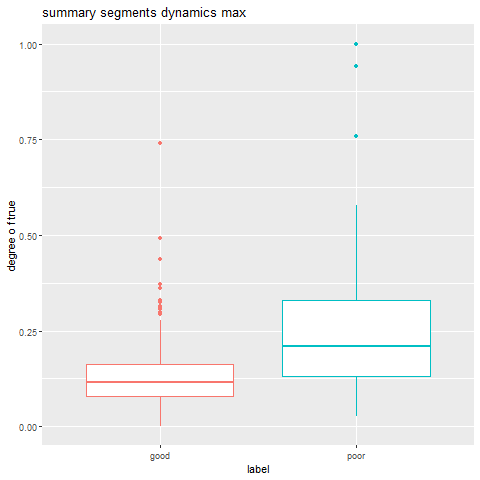 summary segments dynamics max
degree of true
1.00
0.75
0.50
0.25
0.00
good poor
label